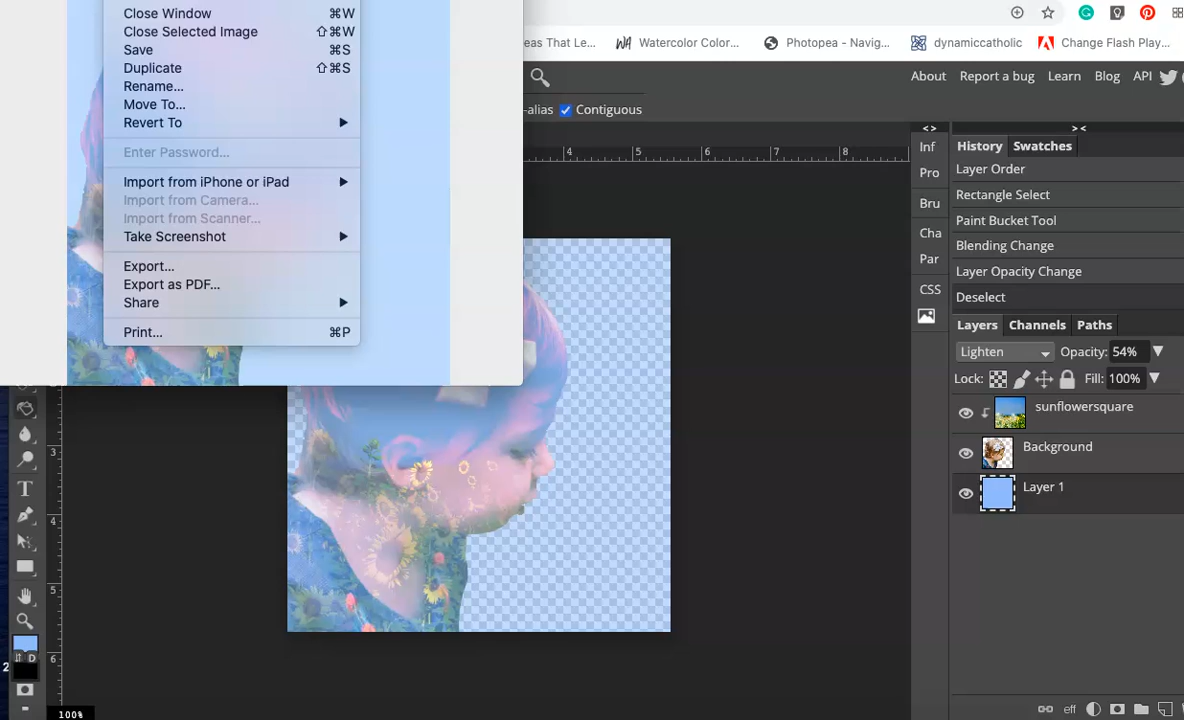 Close Window ⌘W
Close Selected Image ⇧⌘W
Save ⌘S
Duplicate ⇧⌘S
Rename...
Move To...
Revert To
Enter Password...
Import from iPhone or iPad
Import from Camera...
Import from Scanner...
Take Screenshot
Export...
Export as PDF...
Share
Print... ⌘P
eas That Le... Watercolor Color... Photopea - Navig... dynamiccatholic Change Flash Play...
About Report a bug Learn Blog API
-alias Contiguous
4 5 6 7 8
3
4
5
6
Inf
Pro
Bru
Cha
Par
CSS
History Swatches
Layer Order
Rectangle Select
Paint Bucket Tool
Blending Change
Layer Opacity Change
Deselect
Layers Channels Paths
Lighten Opacity: 54%
Lock: Fill: 100%
sunflowersquare
Background
Layer 1
T
D
2
100%
eff